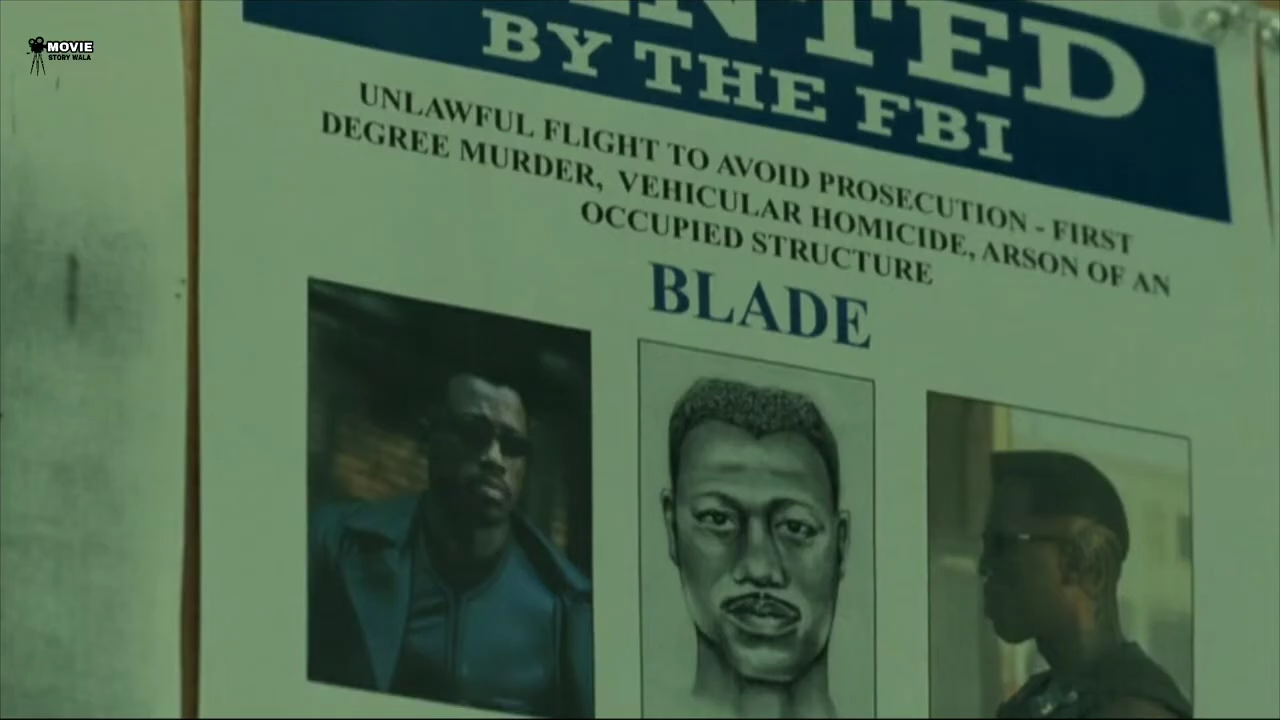 MOVIE
STORY WALA
WANTED
BY THE FBI
UNLAWFUL FLIGHT TO AVOID PROSECUTION - FIRST
DEGREE MURDER, VEHICULAR HOMICIDE, ARSON OF AN
OCCUPIED STRUCTURE
BLADE